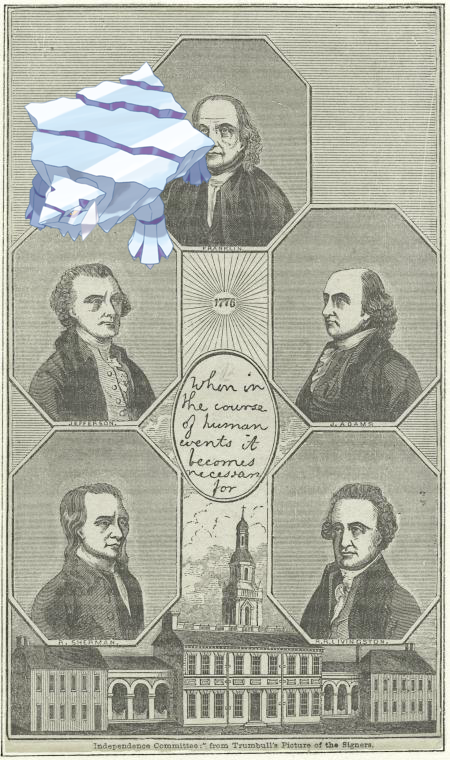 FRANKLIN
1776
JEFFERSON.
J. ADAMS
When in
the course
of human
events it
becomes
necessary
for
R. SHERMAN.
R. R. LIVINGSTON.
Independence Committee:" from Trumbull's Picture of the Signers.